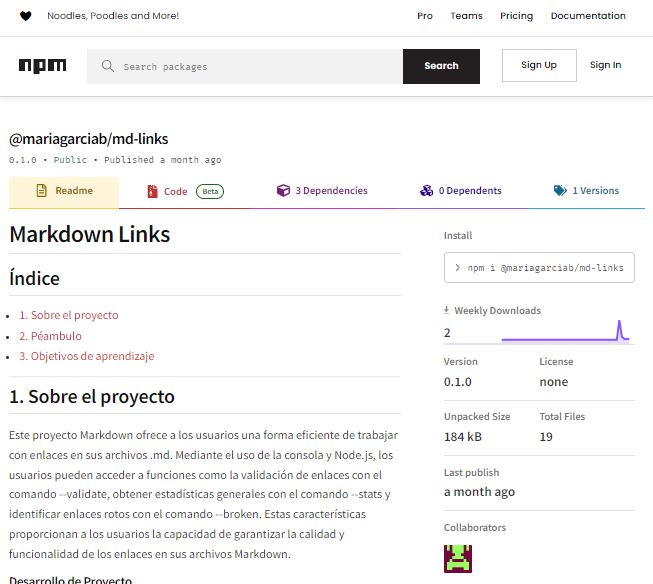 Noodles, Poodles and More!
Pro Teams Pricing Documentation
npm
Search packages
Search
Sign Up
Sign In
@mariagarciab/md-links
0.1.0 • Public • Published a month ago
Readme
Code Beta
3 Dependencies
0 Dependents
1 Versions
Markdown Links
Índice
1. Sobre el proyecto
2. Péambulo
3. Objetivos de aprendizaje
1. Sobre el proyecto
Este proyecto Markdown ofrece a los usuarios una forma eficiente de trabajar
con enlaces en sus archivos .md. Mediante el uso de la consola y Node.js, los
usuarios pueden acceder a funciones como la validación de enlaces con el
comando --validate, obtener estadísticas generales con el comando --stats y
identificar enlaces rotos con el comando --broken. Estas características
proporcionan a los usuarios la capacidad de garantizar la calidad y
funcionalidad de los enlaces en sus archivos Markdown.
Desarrollo de Proyecto
Install
npm i @mariagarciab/md-links
Weekly Downloads
2
Version License
0.1.0 none
Unpacked Size Total Files
184 kB 19
Last publish
a month ago
Collaborators